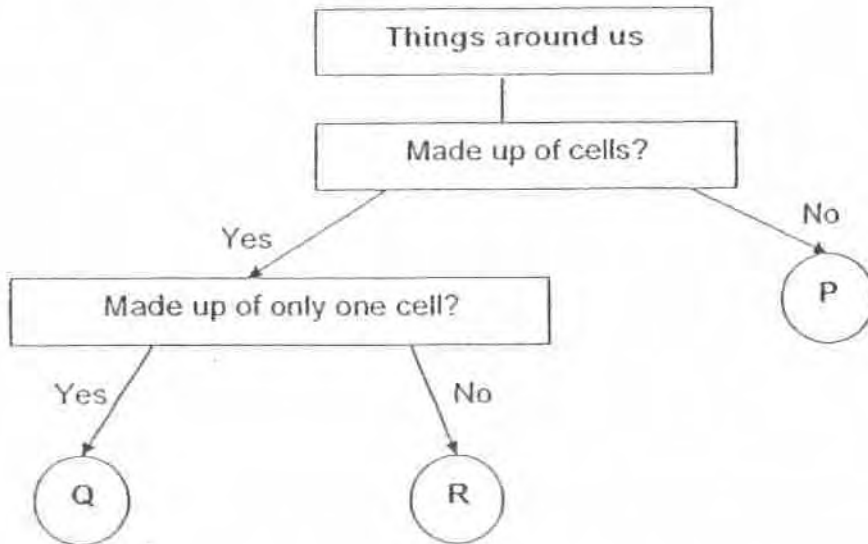 Things around us
Made up of cells?
Yes
No
Made up of only one cell?
P
Yes
No
Q
R